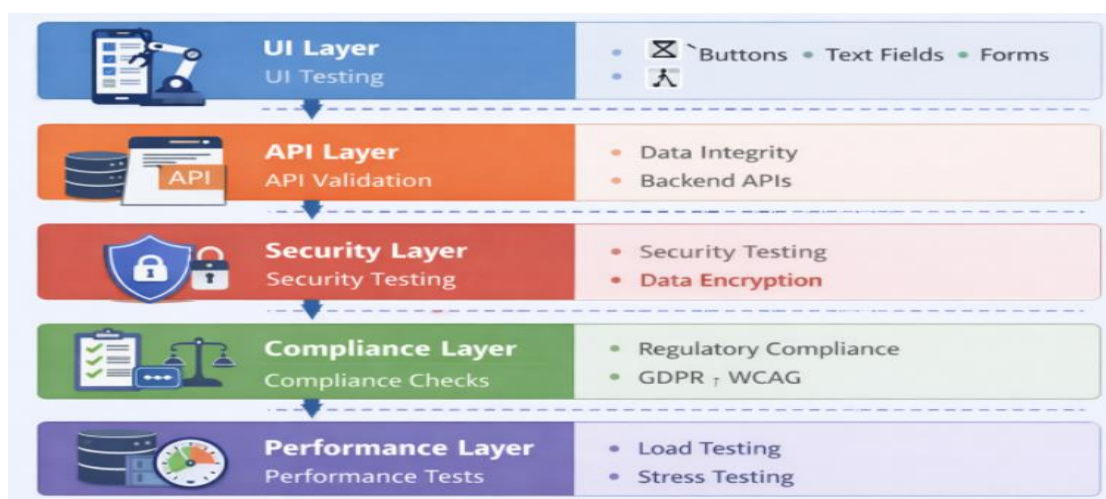 UI Layer
UI Testing
`Buttons • Text Fields • Forms
API
API Layer
API Validation
• Data Integrity
• Backend APIs
Security Layer
Security Testing
• Security Testing
• Data Encryption
Compliance Layer
Compliance Checks
• Regulatory Compliance
• GDPR ┌ WCAG
Performance Layer
Performance Tests
• Load Testing
• Stress Testing